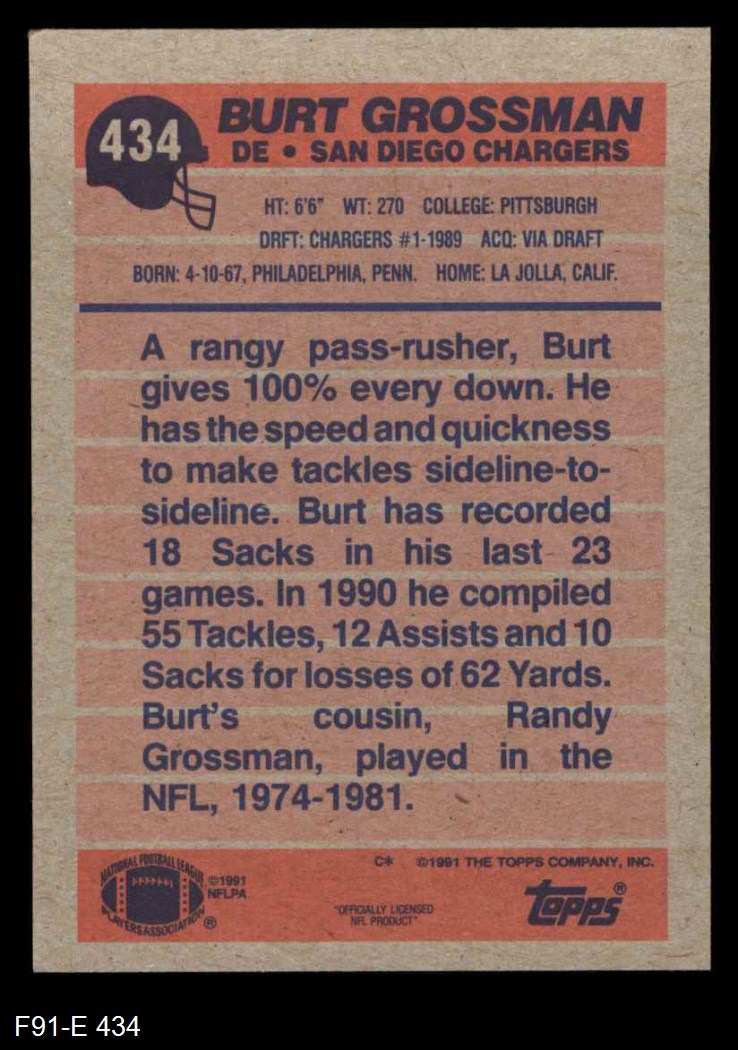 434
BURT GROSSMAN
DE • SAN DIEGO CHARGERS
HT: 6'6" WT: 270 COLLEGE: PITTSBURGH
DRFT: CHARGERS #1-1989 ACQ: VIA DRAFT
BORN: 4-10-67, PHILADELPHIA, PENN. HOME: LA JOLLA, CALIF.
A rangy pass-rusher, Burt
gives 100% every down. He
has the speed and quickness
to make tackles sideline-to-
sideline. Burt has recorded
18 Sacks in his last 23
games. In 1990 he compiled
55 Tackles, 12 Assists and 10
Sacks for losses of 62 Yards.
Burt's cousin, Randy
Grossman, played in the
NFL, 1974-1981.
C* ©1991 THE TOPPS COMPANY, INC.
NATIONAL FOOTBALL LEAGUE
PLAYERS ASSOCIATION ®
©1991
NFLPA
"OFFICIALLY LICENSED
NFL PRODUCT"
topps®
F91-E 434